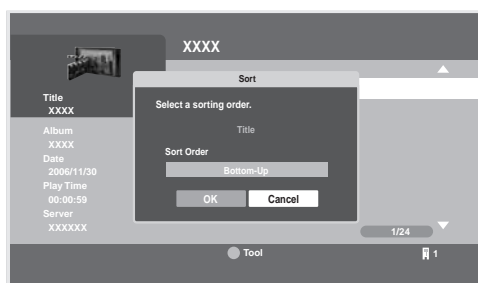 XXXX
Sort
Select a sorting order.
Title
Sort Order
Bottom-Up
OK Cancel
Title
XXXX
Album
XXXX
Date
2006/11/30
Play Time
00:00:59
Server
XXXXXX
1/24
Tool
1